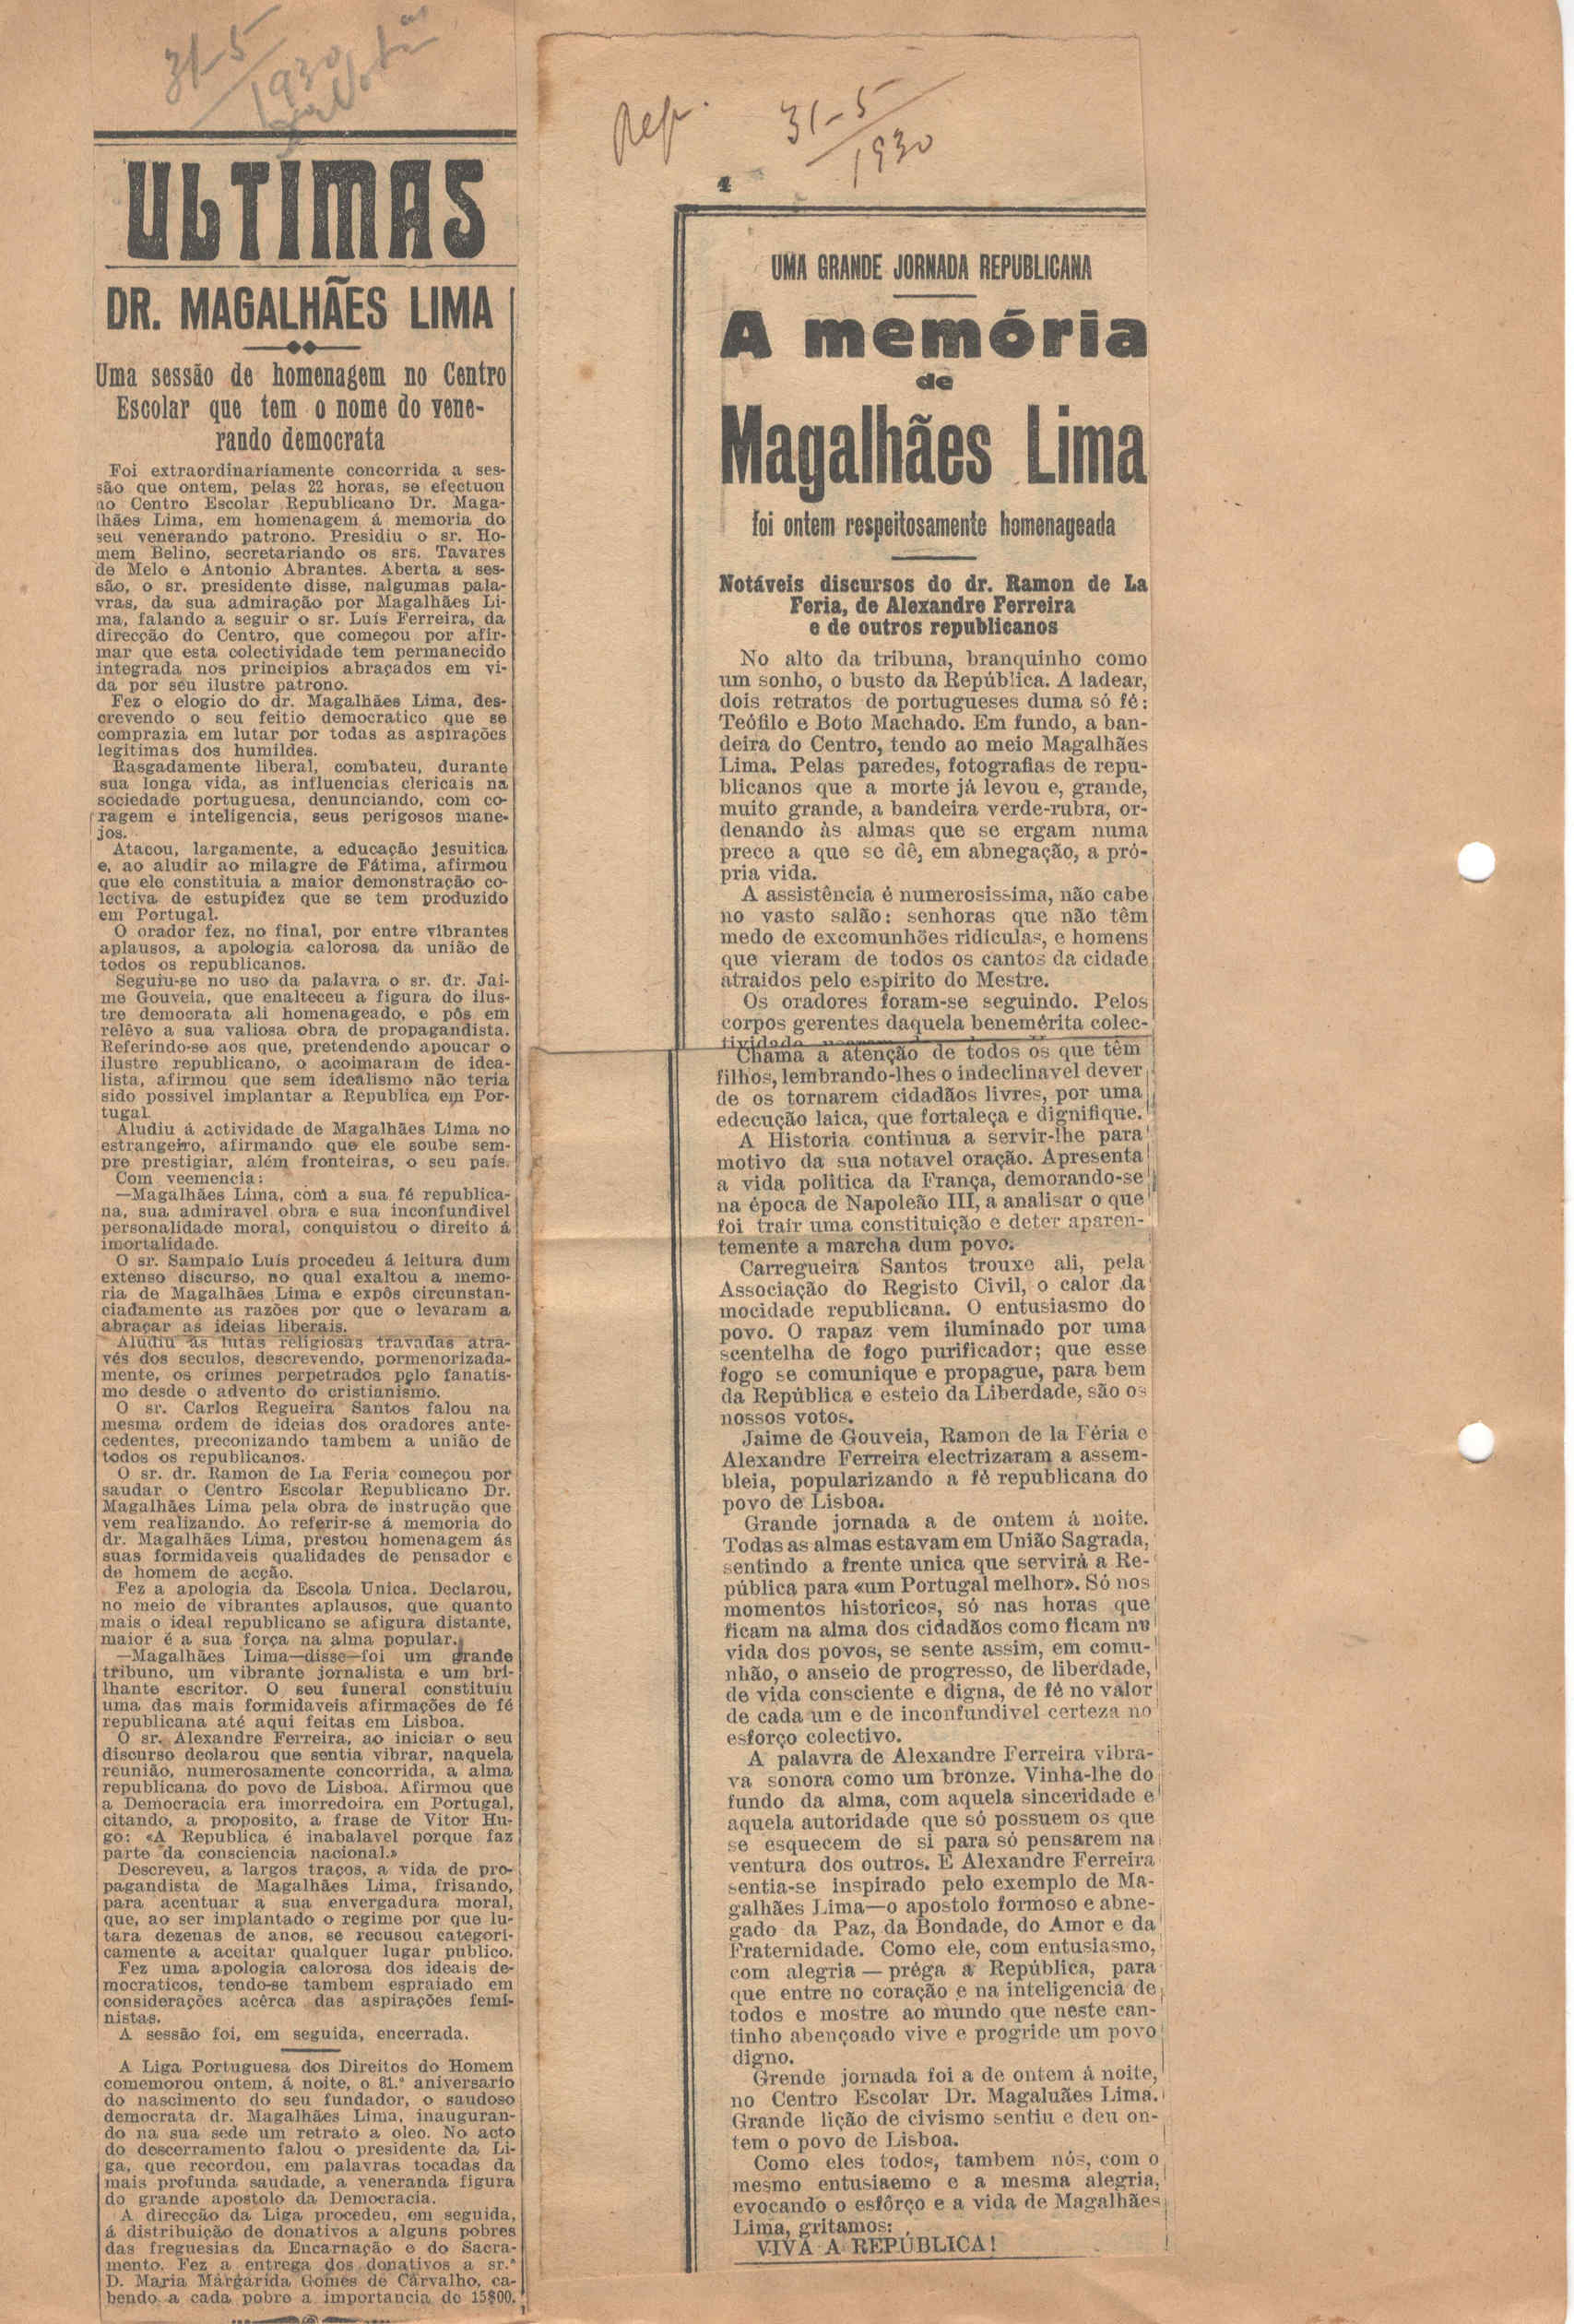 31-5
1930
ULTIMAS
DR. MAGALHÃES LIMA
Uma sessão de homenagem no Centro
Escolar que tem o nome do vene-
rando democrata
Foi extraordinariamente concorrida a ses-
são que ontem, pelas 22 horas, se efectuou
no Centro Escolar Republicano Dr. Maga-
lhães Lima, em homenagem á memoria do
seu venerando patrono. Presidiu o sr. Ho-
mem Belino, secretariando os srs. Tavares
de Melo e Antonio Abrantes. Aberta a ses-
são, o sr. presidente disse, nalgumas pala-
vras, da sua admiração por Magalhães Li-
ma, falando a seguir o sr. Luís Ferreira, da
direcção do Centro, que começou por afir-
mar que esta colectividade tem permanecido
integrada nos principios abraçados em vi-
da por seu ilustre patrono.
Fez o elogio do dr. Magalhães Lima, des-
crevendo o seu feitio democratico que se
comprazia em lutar por todas as aspirações
legitimas dos humildes.
Rasgadamente liberal, combateu, durante
sua longa vida, as influencias clericais na
sociedade portuguesa, denunciando, com co-
ragem e inteligencia, seus perigosos mane-
jos.
Atacou, largamente, a educação jesuitica
e, ao aludir ao milagre de Fátima, afirmou
que ele constituia a maior demonstração co-
lectiva de estupidez que se tem produzido
em Portugal.
O orador fez, no final, por entre vibrantes
aplausos, a apologia calorosa da união de
todos os republicanos.
Seguiu-se no uso da palavra o sr. dr. Jai-
me Gouveia, que enalteceu a figura do ilus-
tre democrata ali homenageado, e pôs em
relêvo a sua valiosa obra de propagandista.
Referindo-se aos que, pretendendo apoucar o
ilustre republicano, o acoimaram de idea-
lista, afirmou que sem idealismo não teria
sido possivel implantar a Republica em Por-
tugal.
Aludiu á actividade de Magalhães Lima no
estrangeiro, afirmando que ele soube sem-
pre prestigiar, além fronteiras, o seu país.
Com veemencia:
—Magalhães Lima, com a sua fé republica-
na, sua admiravel obra e sua inconfundivel
personalidade moral, conquistou o direito á
imortalidade.
O sr. Sampaio Luís procedeu á leitura dum
extenso discurso, no qual exaltou a memo-
ria de Magalhães Lima e expôs circunstan-
ciadamente as razões por que o levaram a
abraçar as ideias liberais.
Aludiu ás lutas religiosas travadas atra-
vés dos seculos, descrevendo, pormenorizada-
mente, os crimes perpetrados pelo fanatis-
mo desde o advento do cristianismo.
O sr. Carlos Regueira Santos falou na
mesma ordem de ideias dos oradores ante-
cedentes, preconizando tambem a união de
todos os republicanos.
O sr. dr. Ramon de La Feria começou por
saudar o Centro Escolar Republicano Dr.
Magalhães Lima pela obra de instrução que
vem realizando. Ao referir-se á memoria do
dr. Magalhães Lima, prestou homenagem ás
suas formidaveis qualidades de pensador e
de homem de acção.
Fez a apologia da Escola Unica. Declarou,
no meio de vibrantes aplausos, que quanto
mais o ideal republicano se afigura distante,
maior é a sua força na alma popular.
—Magalhães Lima—disse—foi um grande
tribuno, um vibrante jornalista e um bri-
lhante escritor. O seu funeral constituiu
uma das mais formidaveis afirmações de fé
republicana até aqui feitas em Lisboa.
O sr. Alexandre Ferreira, ao iniciar o seu
discurso declarou que sentia vibrar, naquela
reunião, numerosamente concorrida, a alma
republicana do povo de Lisboa. Afirmou que
a Democracia era imorredoira em Portugal,
citando, a proposito, a frase de Vitor Hu-
go: «A Republica é inabalavel porque faz
parte da consciencia nacional.»
Descreveu, a largos traços, a vida de pro-
pagandista de Magalhães Lima, frisando,
para acentuar a sua envergadura moral,
que, ao ser implantado o regime por que lu-
tara dezenas de anos, se recusou categori-
camente a aceitar qualquer lugar publico.
Fez uma apologia calorosa dos ideais de-
mocraticos, tendo-se tambem espraiado em
considerações acêrca das aspirações femi-
nistas.
A sessão foi, em seguida, encerrada.
A Liga Portuguesa dos Direitos do Homem
comemorou ontem, á noite, o 81.º aniversario
do nascimento do seu fundador, o saudoso
democrata dr. Magalhães Lima, inauguran-
do na sua sede um retrato a oleo. No acto
do descerramento falou o presidente da Li-
ga, que recordou, em palavras tocadas da
mais profunda saudade, a veneranda figura
do grande apostolo da Democracia.
A direcção da Liga procedeu, em seguida,
á distribuição de donativos a alguns pobres
das freguesias da Encarnação e do Sacra-
mento. Fez a entrega dos donativos a sr.ª
D. Maria Margarida Gomes de Carvalho, ca-
bendo a cada pobre a importancia de 15$00.
Rep. 31-5
1930
4
UMA GRANDE JORNADA REPUBLICANA
A memória
de
Magalhães Lima
foi ontem respeitosamente homenageada
Notáveis discursos do dr. Ramon de La
Feria, de Alexandre Ferreira
e de outros republicanos
No alto da tribuna, branquinho como
um sonho, o busto da República. A ladear,
dois retratos de portugueses duma só fé:
Teófilo e Boto Machado. Em fundo, a ban-
deira do Centro, tendo ao meio Magalhães
Lima. Pelas paredes, fotografias de repu-
blicanos que a morte já levou e, grande,
muito grande, a bandeira verde-rubra, or-
denando às almas que se ergam numa
prece a que se dê, em abnegação, a pró-
pria vida.
A assistência é numerosissima, não cabe
no vasto salão: senhoras que não têm
medo de excomunhões ridiculas, e homens
que vieram de todos os cantos da cidade
atraidos pelo espirito do Mestre.
Os oradores foram-se seguindo. Pelos
corpos gerentes daquela benemérita colec-
tividade
Chama a atenção de todos os que têm
filhos, lembrando-lhes o indeclinavel dever
de os tornarem cidadãos livres, por uma
edecução laica, que fortaleça e dignifique.
A Historia continua a servir-lhe para
motivo da sua notavel oração. Apresenta
a vida politica da França, demorando-se
na época de Napoleão III, a analisar o que
foi trair uma constituição e deter aparen-
temente a marcha dum povo.
Carregueira Santos trouxe ali, pela
Associação do Registo Civil, o calor da
mocidade republicana. O entusiasmo do
povo. O rapaz vem iluminado por uma
scentelha de fogo purificador; que esse
fogo se comunique e propague, para bem
da República e esteio da Liberdade, são os
nossos votos.
Jaime de Gouveia, Ramon de la Féria e
Alexandre Ferreira electrizaram a assem-
bleia, popularizando a fé republicana do
povo de Lisboa.
Grande jornada a de ontem á noite.
Todas as almas estavam em União Sagrada,
sentindo a frente unica que servirá a Re-
pública para «um Portugal melhor». Só nos
momentos historicos, só nas horas que
ficam na alma dos cidadãos como ficam na
vida dos povos, se sente assim, em comu-
nhão, o anseio de progresso, de liberdade,
de vida consciente e digna, de fé no valor
de cada um e de inconfundivel certeza no
esforço colectivo.
A palavra de Alexandre Ferreira vibra-
va sonora como um bronze. Vinha-lhe do
fundo da alma, com aquela sinceridade e
aquela autoridade que só possuem os que
se esquecem de si para só pensarem na
ventura dos outros. E Alexandre Ferreira
sentia-se inspirado pelo exemplo de Ma-
galhães Lima—o apostolo formoso e abne-
gado da Paz, da Bondade, do Amor e da
Fraternidade. Como ele, com entusiasmo,
com alegria — préga a República, para
que entre no coração e na inteligencia de
todos e mostre ao mundo que neste can-
tinho abençoado vive e progride um povo
digno.
Grende jornada foi a de ontem á noite,
no Centro Escolar Dr. Magaluães Lima.
Grande lição de civismo sentiu e deu on-
tem o povo de Lisboa.
Como eles todos, tambem nós, com o
mesmo entusiaemo e a mesma alegria,
evocando o esfôrço e a vida de Magalhães
Lima, gritamos:
VIVA A REPÚBLICA!